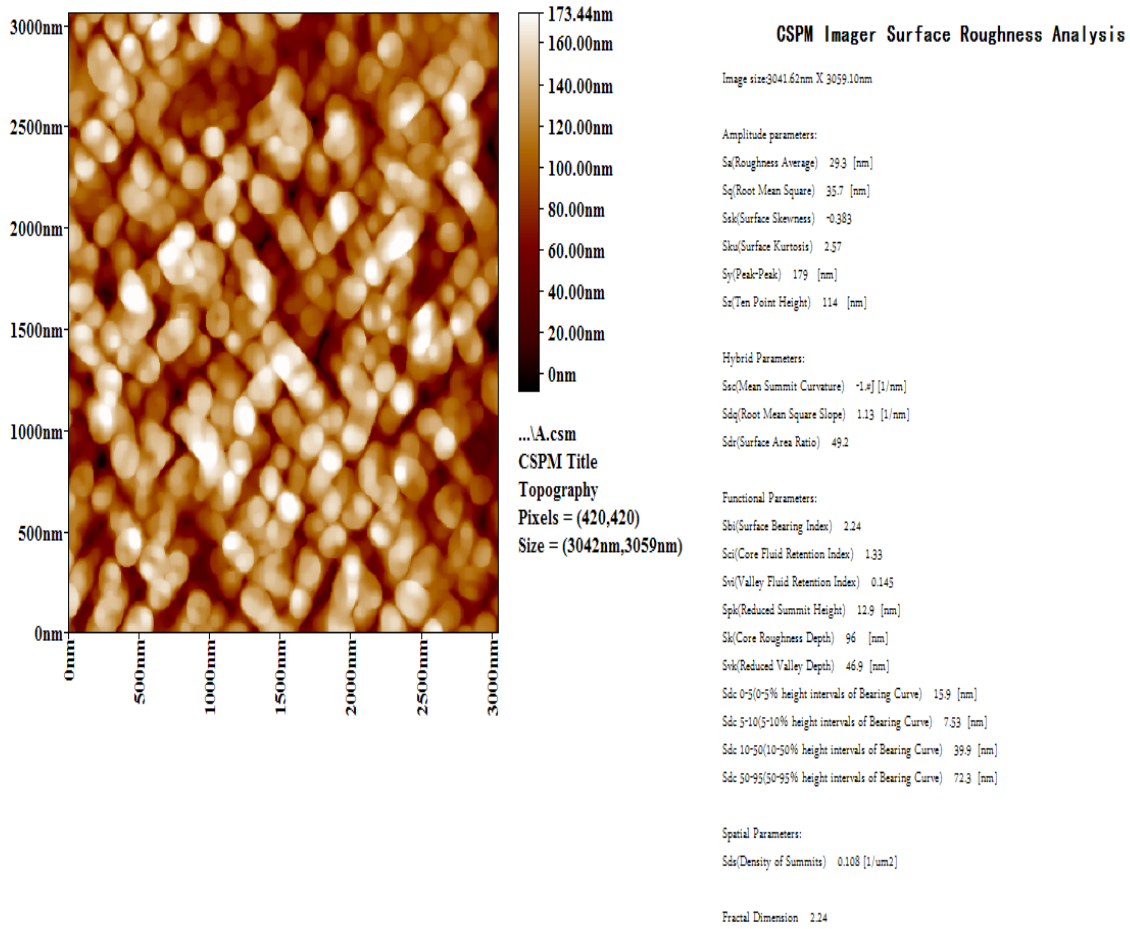 3000nm
2500nm
2000nm
1500nm
1000nm
500nm
0nm
0nm
500nm
1000nm
1500nm
2000nm
2500nm
3000nm
173.44nm
160.00nm
140.00nm
120.00nm
100.00nm
80.00nm
60.00nm
40.00nm
20.00nm
0nm
...\A.csm
CSPM Title
Topography
Pixels = (420,420)
Size = (3042nm,3059nm)
CSPM Imager Surface Roughness Analysis
Image size:3041.62nm X 3059.10nm
Amplitude parameters:
Sa(Roughness Average) 29.3 [nm]
Sq(Root Mean Square) 35.7 [nm]
Ssk(Surface Skewness) -0.383
Sku(Surface Kurtosis) 2.57
Sy(Peak-Peak) 179 [nm]
Sz(Ten Point Height) 114 [nm]
Hybrid Parameters:
Ssc(Mean Summit Curvature) [1/nm]
Sdq(Root Mean Square Slope) 1.13 [1/nm]
Sdr(Surface Area Ratio) 49.2
Functional Parameters:
Sbi(Surface Bearing Index) 2.24
Sci(Core Fluid Retention Index) 1.33
Svi(Valley Fluid Retention Index) 0.145
Spk(Reduced Summit Height) 12.9 [nm]
Sk(Core Roughness Depth) 96 [nm]
Svk(Reduced Valley Depth) 46.9 [nm]
Sdc 0-5(0-5% height intervals of Bearing Curve) 15.9 [nm]
Sdc 5-10(5-10% height intervals of Bearing Curve) 7.53 [nm]
Sdc 10-50(10-50% height intervals of Bearing Curve) 39.9 [nm]
Sdc 50-95(50-95% height intervals of Bearing Curve) 72.3 [nm]
Spatial Parameters:
Sds(Density of Summits) 0.108 [1/um2]
Fractal Dimension 2.24